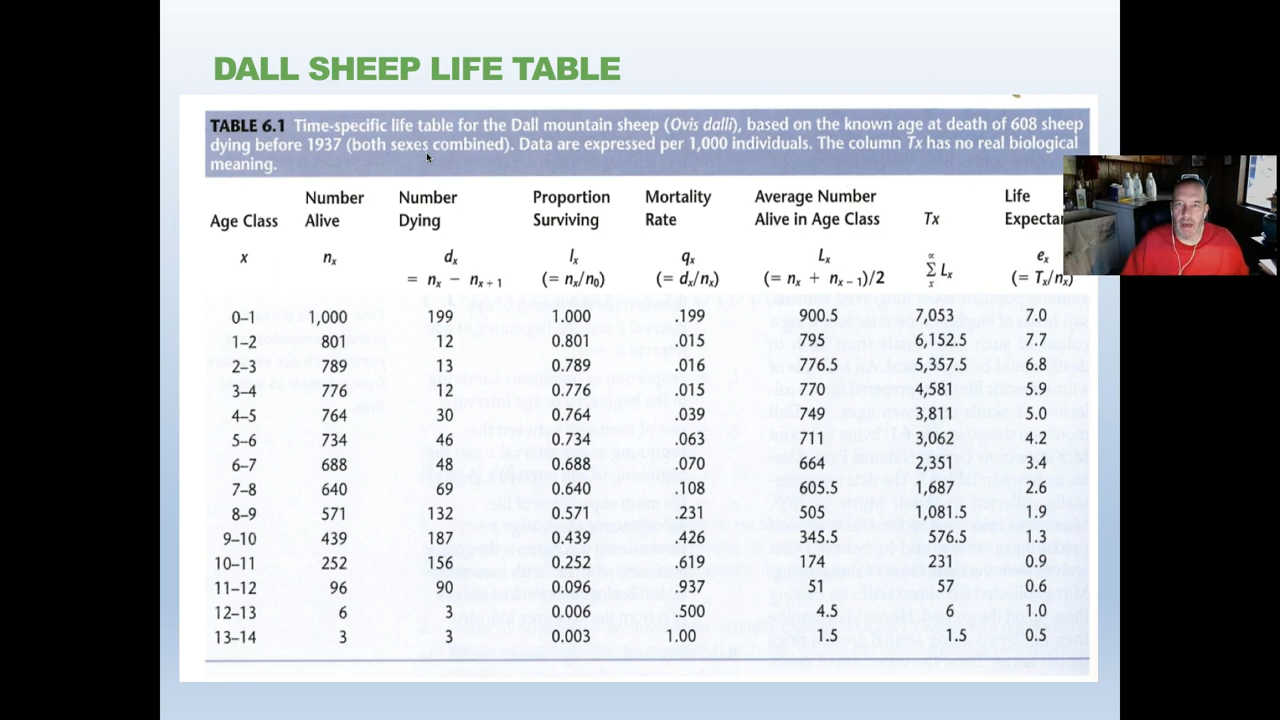 DALL SHEEP LIFE TABLE
TABLE 6.1 Time-specific life table for the Dall mountain sheep (Ovis dalli), based on the known age at death of 608 sheep
dying before 1937 (both sexes combined). Data are expressed per 1,000 individuals. The column Tx has no real biological
meaning.
Number Number Proportion Mortality Average Number Life
Age Class Alive Dying Surviving Rate Alive in Age Class Tx
x nx dx lx qx Lx ∝ ex
= nx − nx+1 (= nx/n0) (= dx/nx) (= nx + nx−1)/2 Σ Lx (= Tx/nx)
x
0–1 1,000 199 1.000 .199 900.5 7,053 7.0
1–2 801 12 0.801 .015 795 6,152.5 7.7
2–3 789 13 0.789 .016 776.5 5,357.5 6.8
3–4 776 12 0.776 .015 770 4,581 5.9
4–5 764 30 0.764 .039 749 3,811 5.0
5–6 734 46 0.734 .063 711 3,062 4.2
6–7 688 48 0.688 .070 664 2,351 3.4
7–8 640 69 0.640 .108 605.5 1,687 2.6
8–9 571 132 0.571 .231 505 1,081.5 1.9
9–10 439 187 0.439 .426 345.5 576.5 1.3
10–11 252 156 0.252 .619 174 231 0.9
11–12 96 90 0.096 .937 51 57 0.6
12–13 6 3 0.006 .500 4.5 6 1.0
13–14 3 3 0.003 1.00 1.5 1.5 0.5